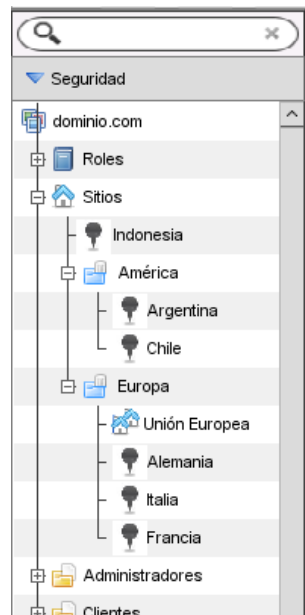 Seguridad
dominio.com
Roles
Sitios
Indonesia
América
Argentina
Chile
Europa
Unión Europea
Alemania
Italia
Francia
Administradores
Clientes